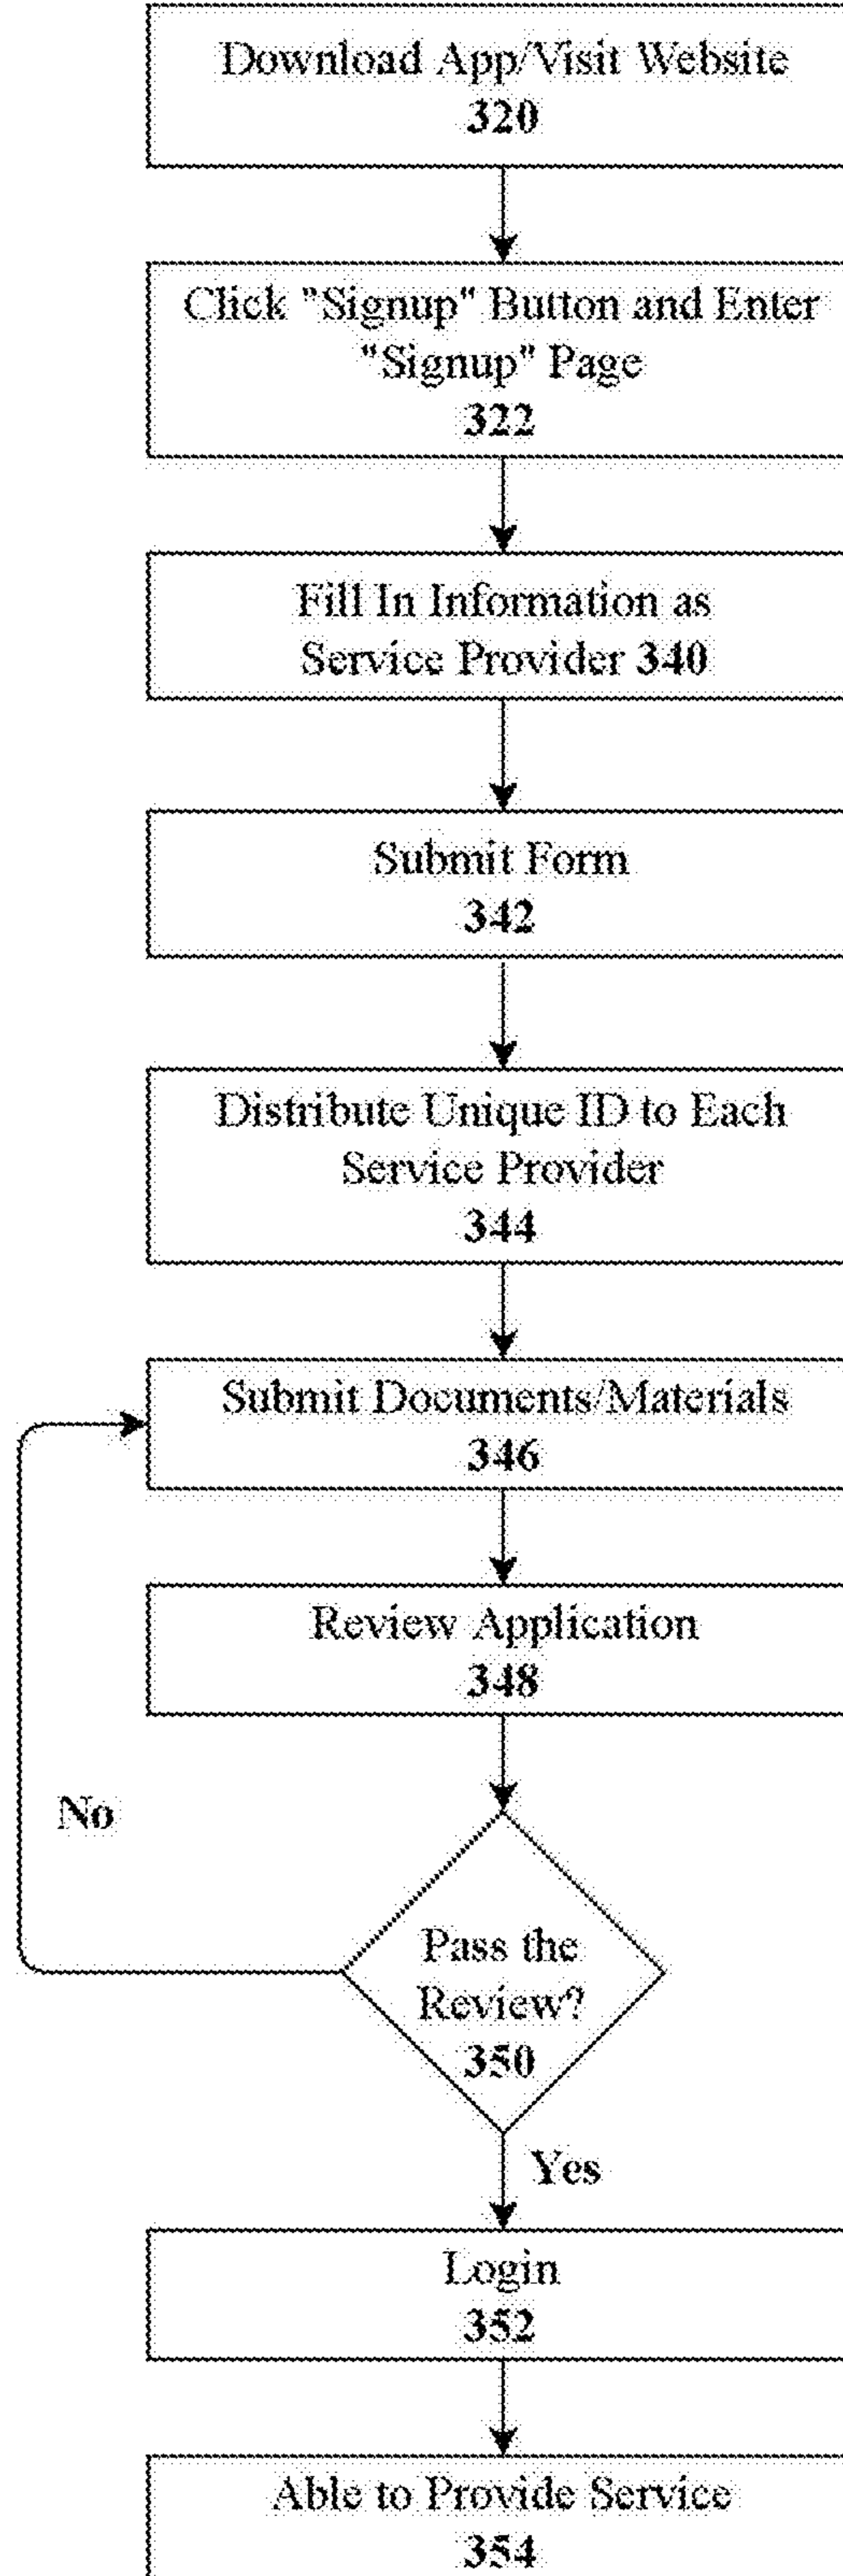 Download App/Visit Website
320
Click "Signup" Button and Enter
"Signup" Page
322
Fill In Information as
Service Provider 340
Submit Form
342
Distribute Unique ID to Each
Service Provider
344
Submit Documents/Materials
346
Review Application
348
No
Pass the
Review?
350
Yes
Login
352
Able to Provide Service
354